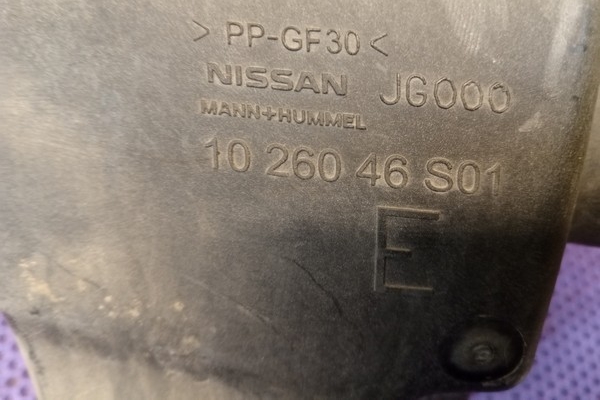 > PP-GF30 <
NISSAN JG000
MANN+HUMMEL
10 260 46 S01
E